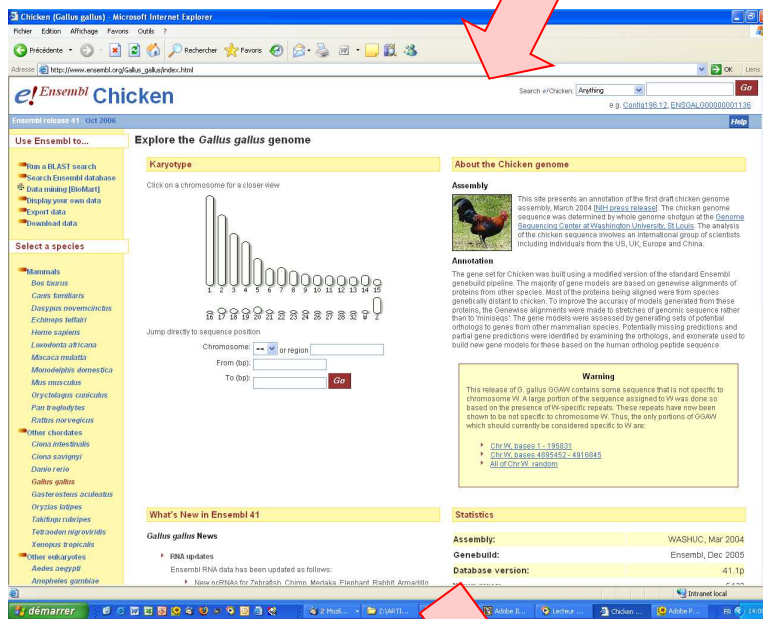 Chicken (Gallus gallus) - Microsoft Internet Explorer
Fichier Edition Affichage Favoris Outils ?
Précédente Rechercher Favoris
Adresse http://www.ensembl.org/Gallus_gallus/index.html OK Liens
e! Ensembl Chicken
Search e! Chicken: Anything Go
e.g. Contig196.12, ENSGALG00000001136
Ensembl release 41 - Oct 2006 Help
Use Ensembl to...
Run a BLAST search
Search Ensembl database
Data mining [BioMart]
Display your own data
Export data
Download data
Select a species
Mammals
Bos taurus
Canis familiaris
Dasypus novemcinctus
Echinops telfairi
Homo sapiens
Loxodonta africana
Macaca mulatta
Monodelphis domestica
Mus musculus
Oryctolagus cuniculus
Pan troglodytes
Rattus norvegicus
Other chordates
Ciona intestinalis
Ciona savignyi
Danio rerio
Gallus gallus
Gasterosteus aculeatus
Oryzias latipes
Takifugu rubripes
Tetraodon nigroviridis
Xenopus tropicalis
Other eukaryotes
Aedes aegypti
Anopheles gambiae
Explore the Gallus gallus genome
Karyotype
Click on a chromosome for a closer view
1 2 3 4 5 6 7 8 9 10 11 12 13 14 15
Jump directly to sequence position
Chromosome: -- or region
From (bp):
To (bp): Go
About the Chicken genome
Assembly
This site presents an annotation of the first draft chicken genome
assembly, March 2004 [NIH press release]. The chicken genome
sequence was determined by whole genome shotgun at the Genome
Sequencing Center at Washington University, St Louis. The analysis
of the chicken sequence involves an international group of scientists
including individuals from the US, UK, Europe and China.
Annotation
The gene set for Chicken was built using a modified version of the standard Ensembl
genebuild pipeline. The majority of gene models are based on genewise alignments of
proteins from other species. Most of the proteins being aligned were from species
genetically distant to chicken. To improve the accuracy of models generated from these
proteins, the Genewise alignments were made to stretches of genomic sequence rather
than to 'miniseqs'. The gene models were assessed by generating sets of potential
orthologs to genes from other mammalian species. Potentially missing predictions and
partial gene predictions were identified by examining the orthologs, and exonerate used to
build new gene models for these based on the human ortholog peptide sequence.
Warning
This release of G. gallus GGAW contains some sequence that is not specific to
chromosome W. A large portion of the sequence assigned to W was done so
based on the presence of W-specific repeats. These repeats have now been
shown to be not specific to chromosome W. Thus, the only portions of GGAW
which should currently be considered specific to W are:
Chr W, bases 1 - 195831
Chr W, bases 4895452 - 4916845
All of Chr W_random
What's New in Ensembl 41
Gallus gallus News
RNA updates
Ensembl RNA data has been updated as follows:
New ncRNAs for Zebrafish, Chimp, Medaka, Elephant, Rabbit, Armadillo
Statistics
Assembly: WASHUC, Mar 2004
Genebuild: Ensembl, Dec 2005
Database version: 41.1p
Intranet local
démarrer 2 Mozil... Z:\ARTI... Adobe Il... Lecteur ... Chicken ... Adobe P... FR 14:0